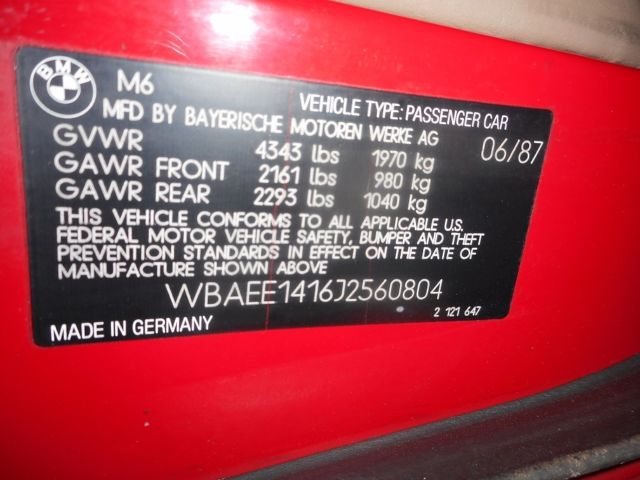 BMW
M6
VEHICLE TYPE: PASSENGER CAR
MFD BY BAYERISCHE MOTOREN WERKE AG
06/87
GVWR 4343 lbs 1970 kg
GAWR FRONT 2161 lbs 980 kg
GAWR REAR 2293 lbs 1040 kg
THIS VEHICLE CONFORMS TO ALL APPLICABLE U.S.
FEDERAL MOTOR VEHICLE SAFETY, BUMPER AND THEFT
PREVENTION STANDARDS IN EFFECT ON THE DATE OF
MANUFACTURE SHOWN ABOVE.
WBAEE1416J2560804
MADE IN GERMANY
2 121 647